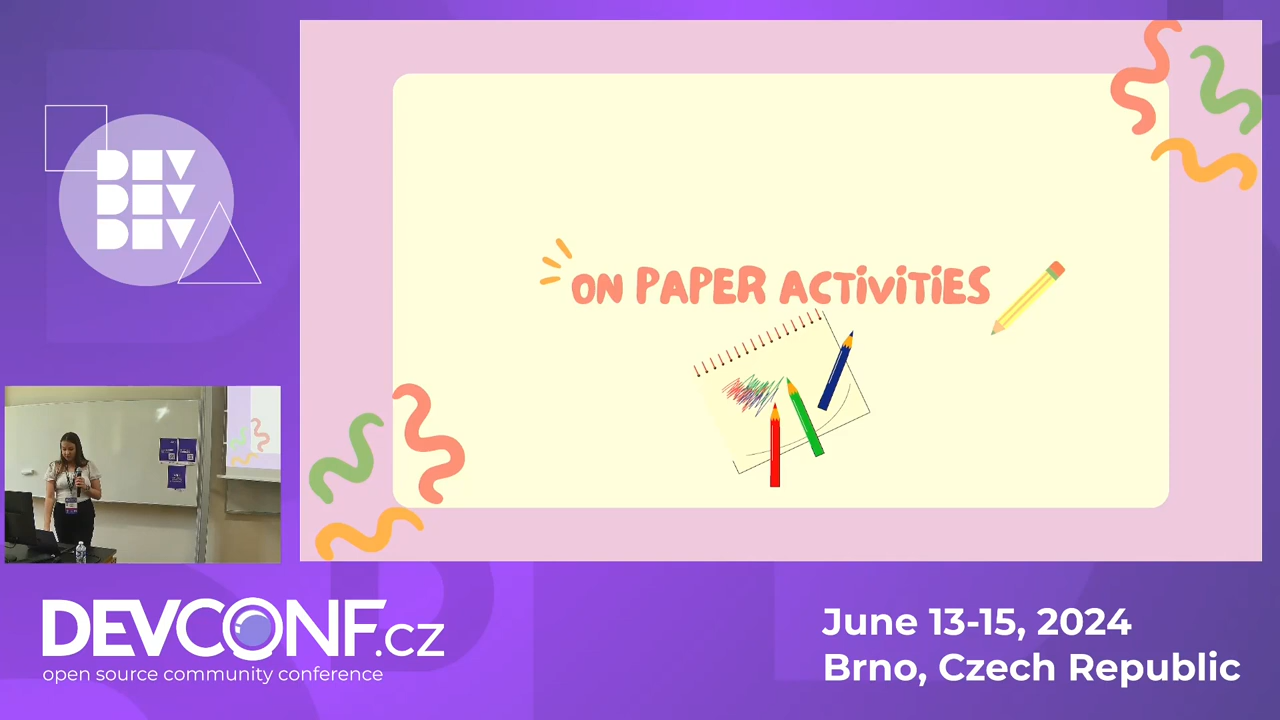 DEV
DEV
DEV
ON PAPER ACTiViTiES
DEVCONF.cz
open source community conference
June 13-15, 2024
Brno, Czech Republic